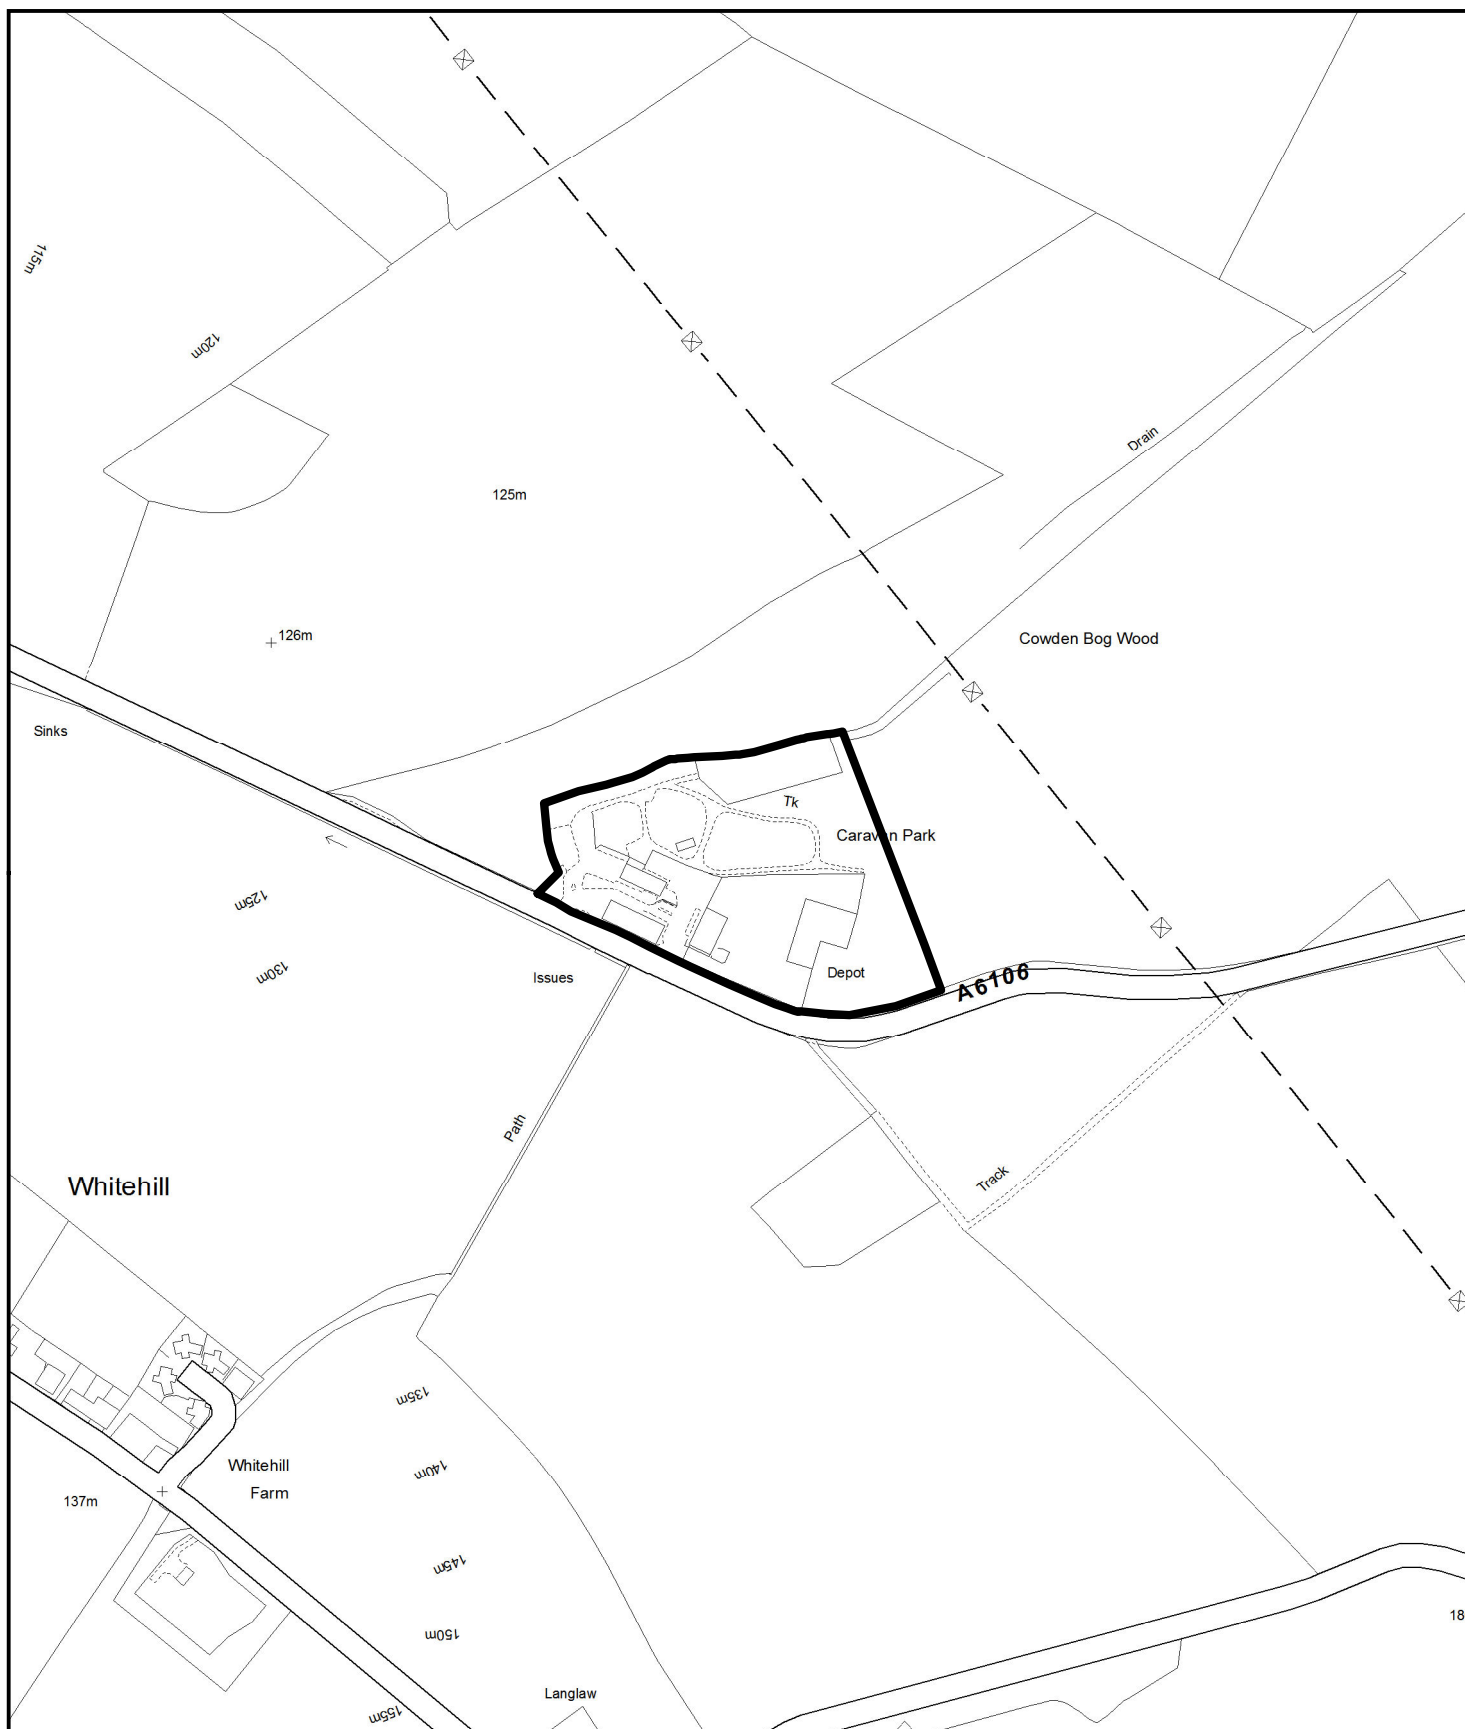 115m
120m
Drain
125m
126m
Cowden Bog Wood
Sinks
Tk
Caravan Park
125m
130m
Issues
Depot
A6106
Path
Track
Whitehill
135m
Whitehill
Farm
140m
137m
145m
150m
18
Langlaw
155m